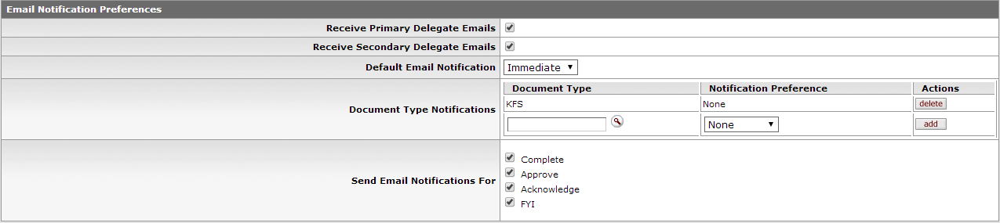 Email Notification Preferences
Receive Primary Delegate Emails
Receive Secondary Delegate Emails
Default Email Notification Immediate
Document Type Notification Preference Actions
Document Type Notifications
KFS None delete
None add
Send Email Notifications For
Complete
Approve
Acknowledge
FYI